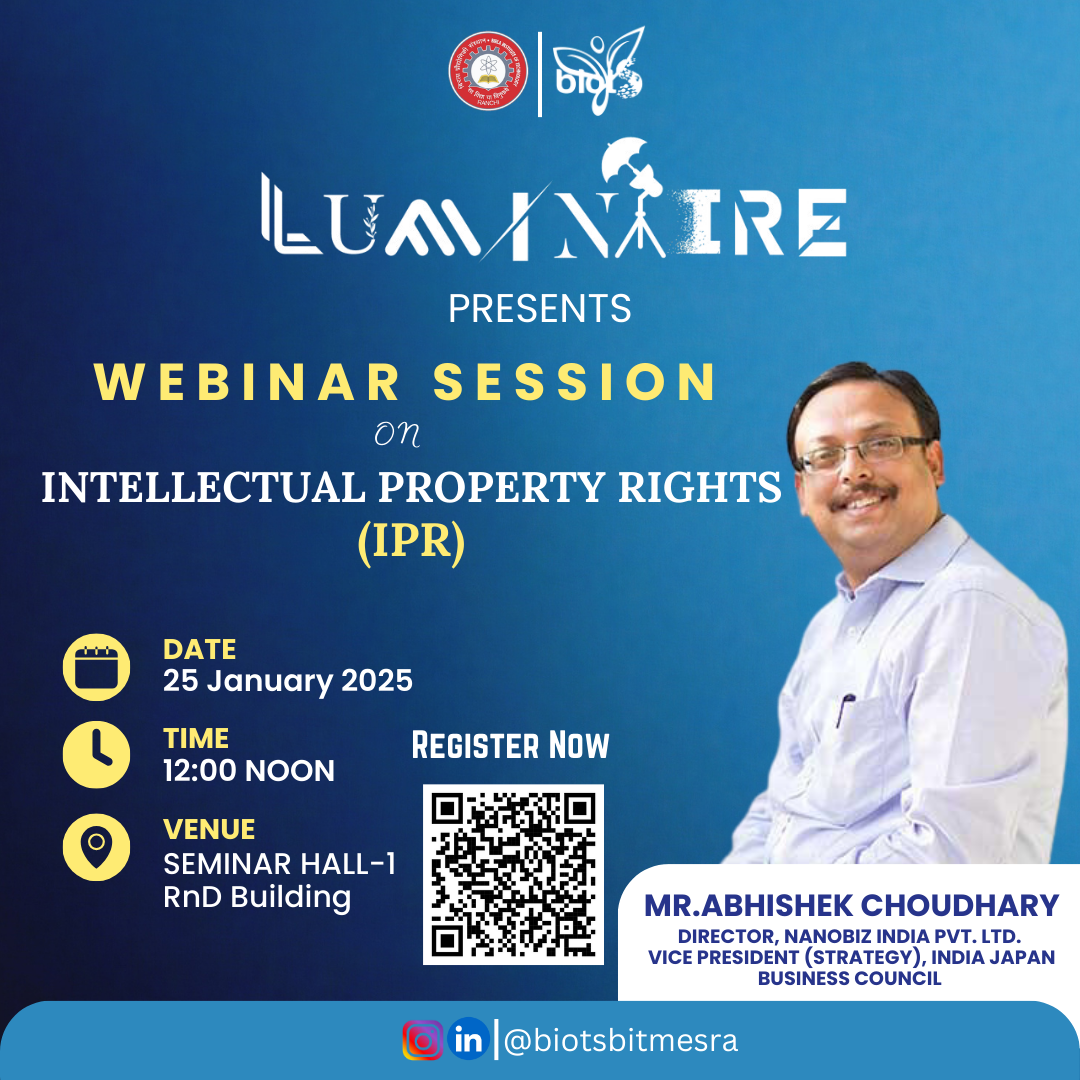 biotS
LUMINAIRE
PRESENTS
WEBINAR SESSION
on
INTELLECTUAL PROPERTY RIGHTS
(IPR)
DATE
25 January 2025
TIME
12:00 NOON
VENUE
SEMINAR HALL-1
RnD Building
Register Now
MR.ABHISHEK CHOUDHARY
DIRECTOR, NANOBIZ INDIA PVT. LTD.
VICE PRESIDENT (STRATEGY), INDIA JAPAN
BUSINESS COUNCIL
in
@biotsbitmesra